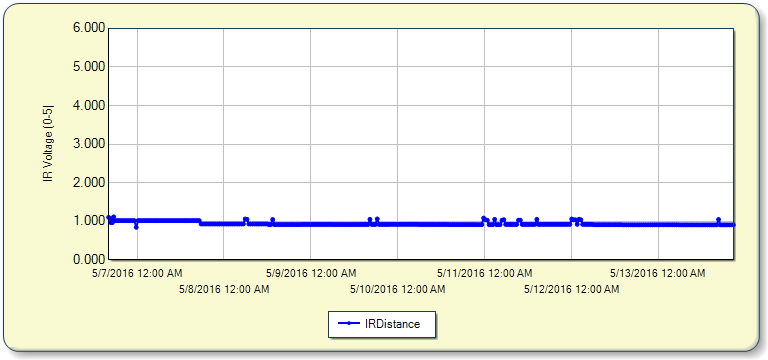 6.000
5.000
4.000
3.000
2.000
1.000
0.000
IR Voltage (0-5|
5/7/2016 12:00 AM
5/8/2016 12:00 AM
5/9/2016 12:00 AM
5/10/2016 12:00 AM
5/11/2016 12:00 AM
5/12/2016 12:00 AM
5/13/2016 12:00 AM
IRDistance